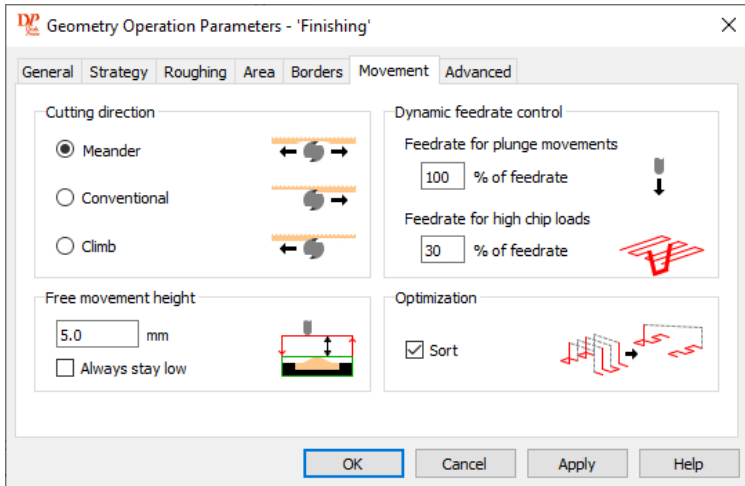 Geometry Operation Parameters - 'Finishing'
General Strategy Roughing Area Borders Movement Advanced
Cutting direction
Meander
Conventional
Climb
Dynamic feedrate control
Feedrate for plunge movements
100 % of feedrate
Feedrate for high chip loads
30 % of feedrate
Free movement height
5.0 mm
Always stay low
Optimization
Sort
OK Cancel Apply Help